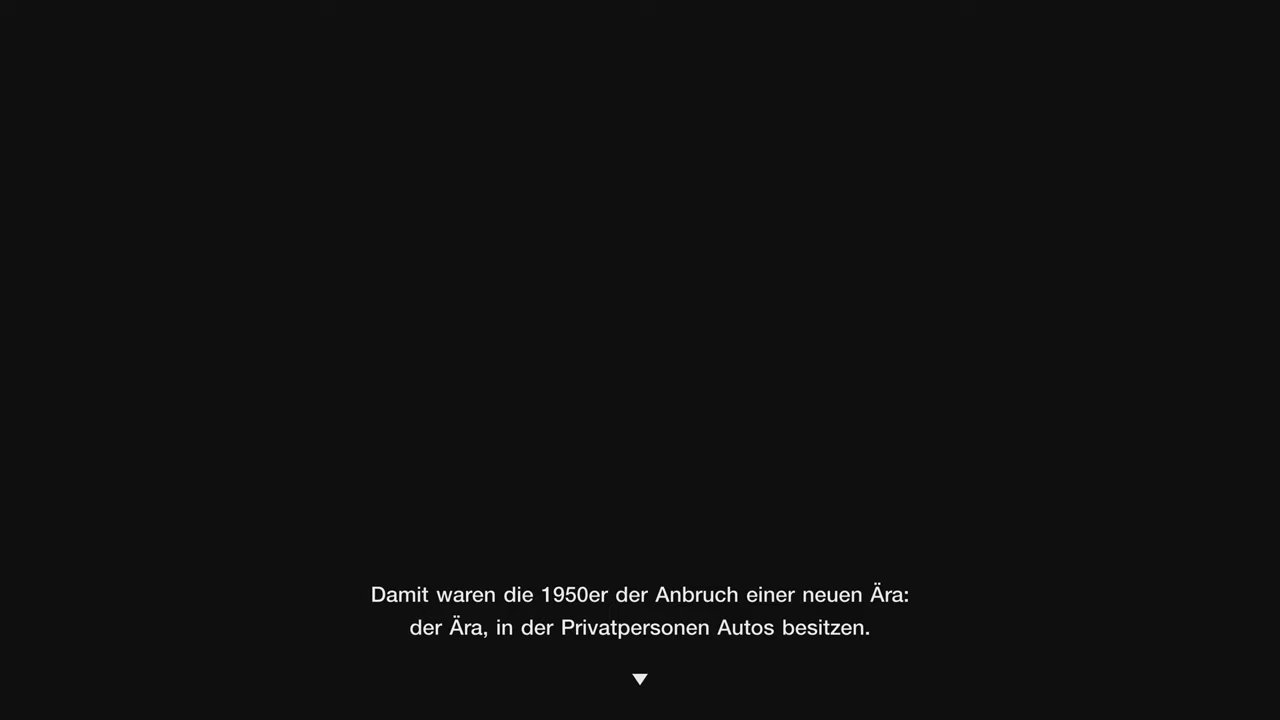 Damit waren die 1950er der Anbruch einer neuen Ära:
der Ära, in der Privatpersonen Autos besitzen.